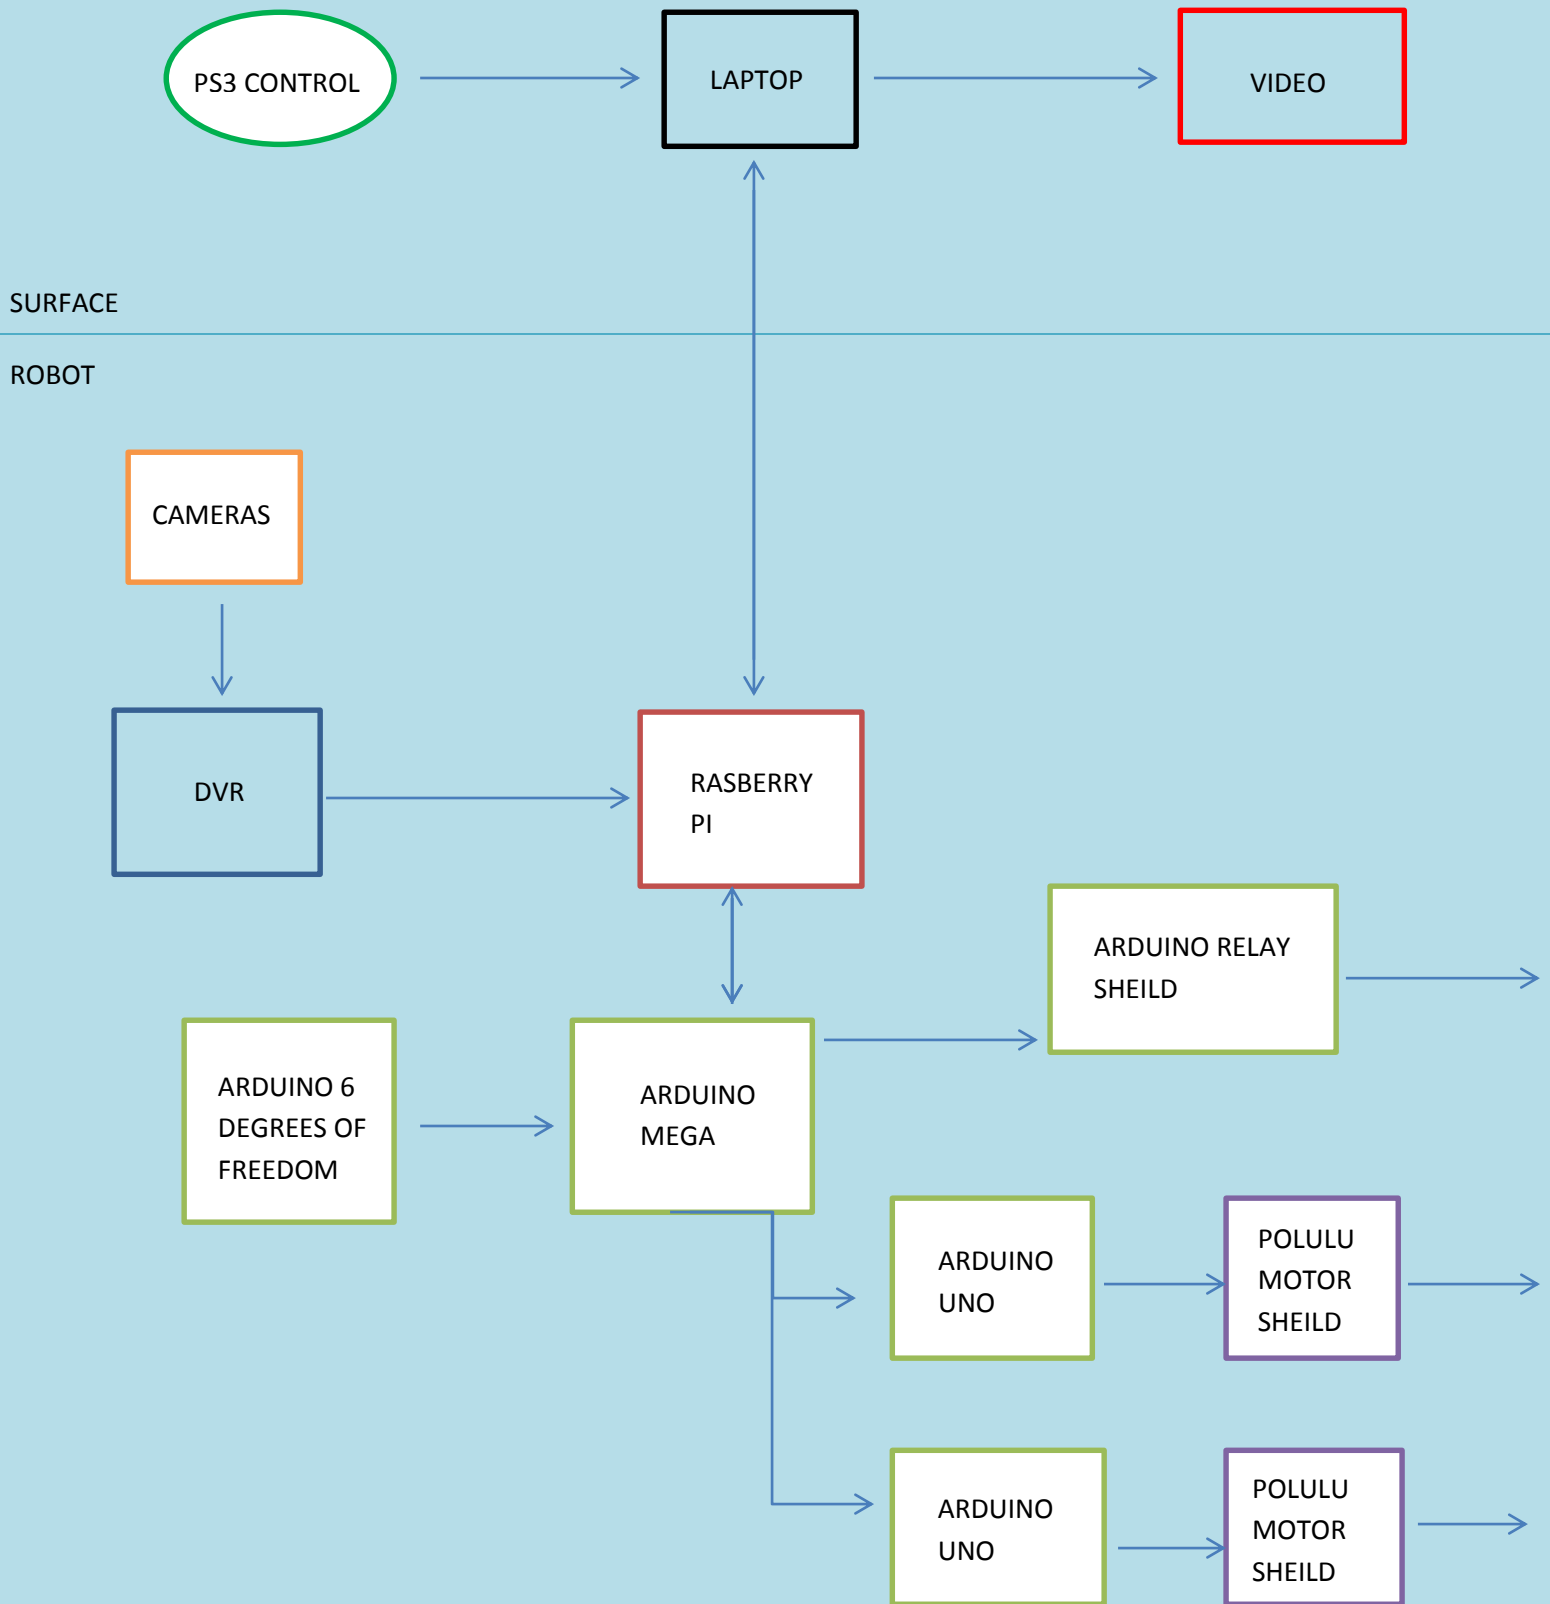 PS3 CONTROL
LAPTOP
VIDEO
SURFACE
ROBOT
CAMERAS
DVR
RASBERRY
PI
ARDUINO RELAY
SHEILD
ARDUINO 6
DEGREES OF
FREEDOM
ARDUINO
MEGA
ARDUINO
UNO
POLULU
MOTOR
SHEILD
ARDUINO
UNO
POLULU
MOTOR
SHEILD